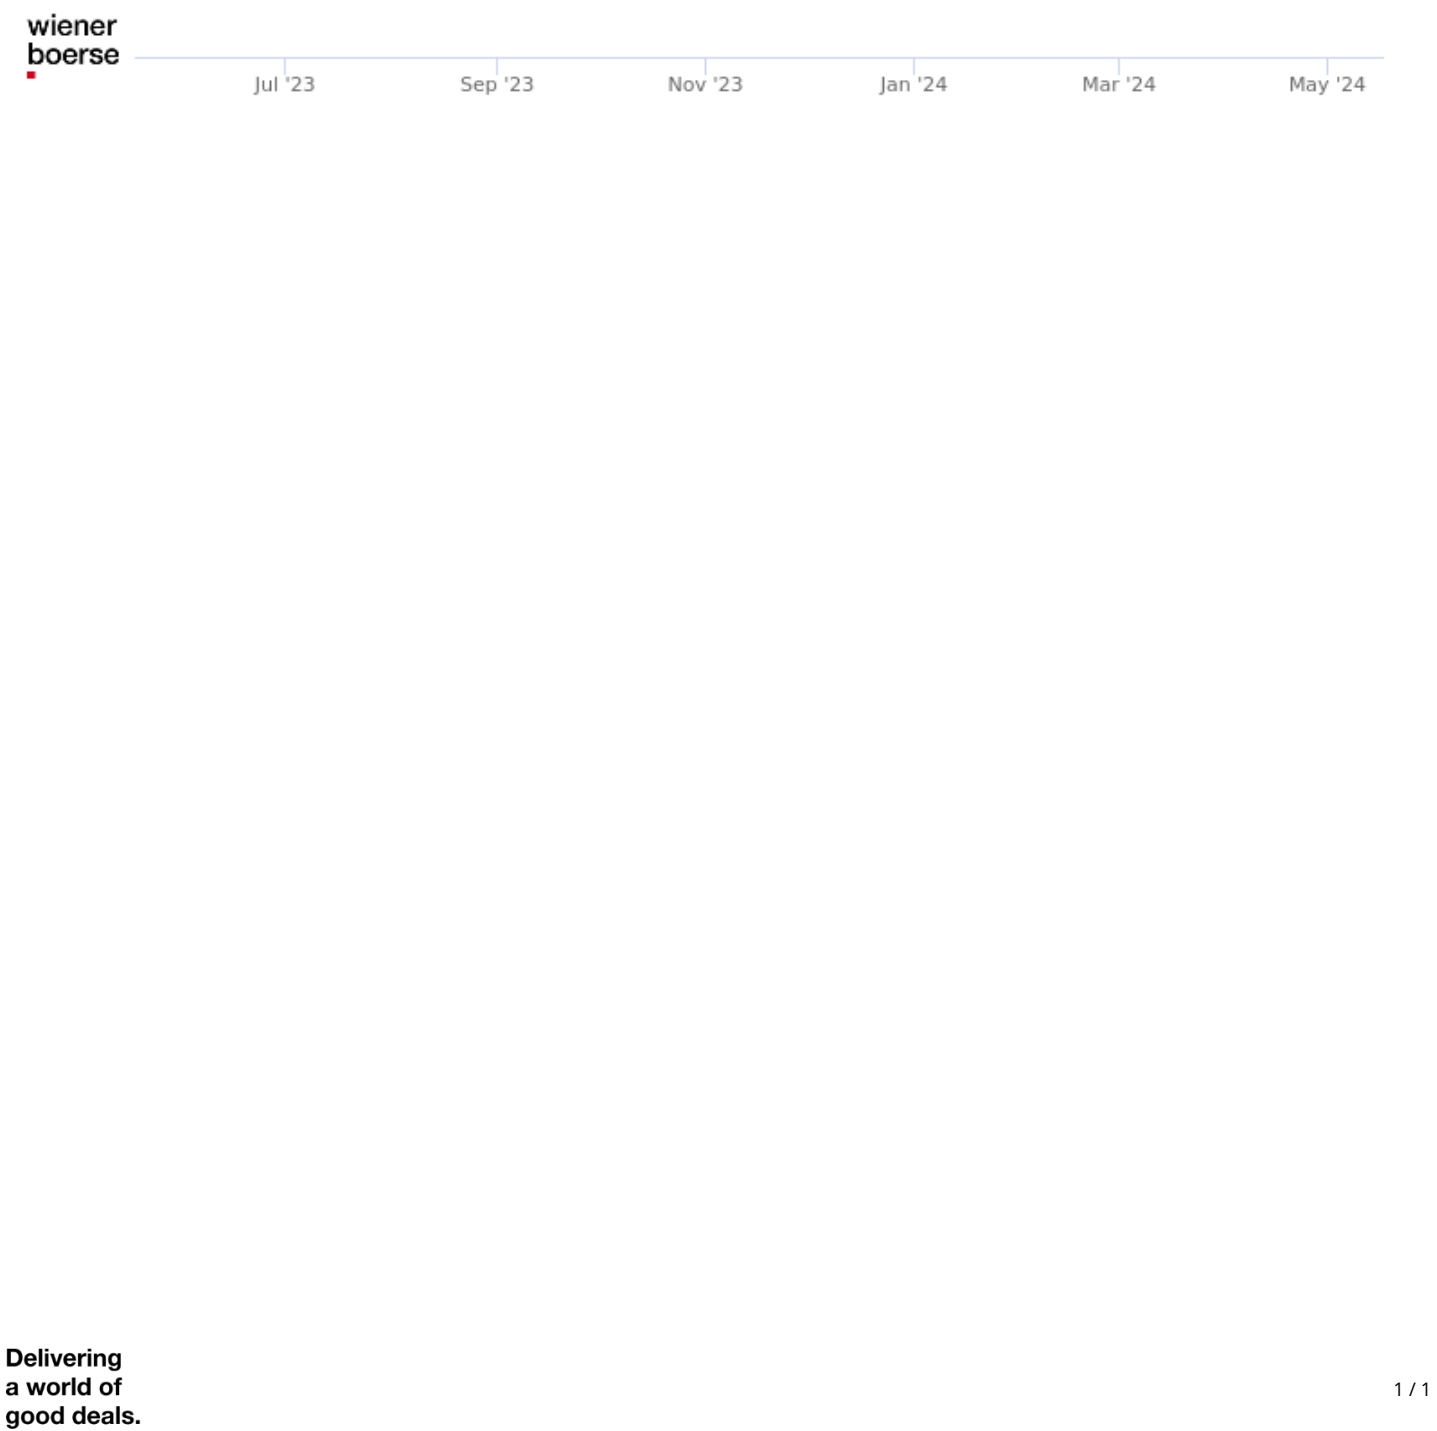 wiener
boerse
Jul '23 Sep '23 Nov '23 Jan '24 Mar '24 May '24
Delivering
a world of
good deals.
1 / 1